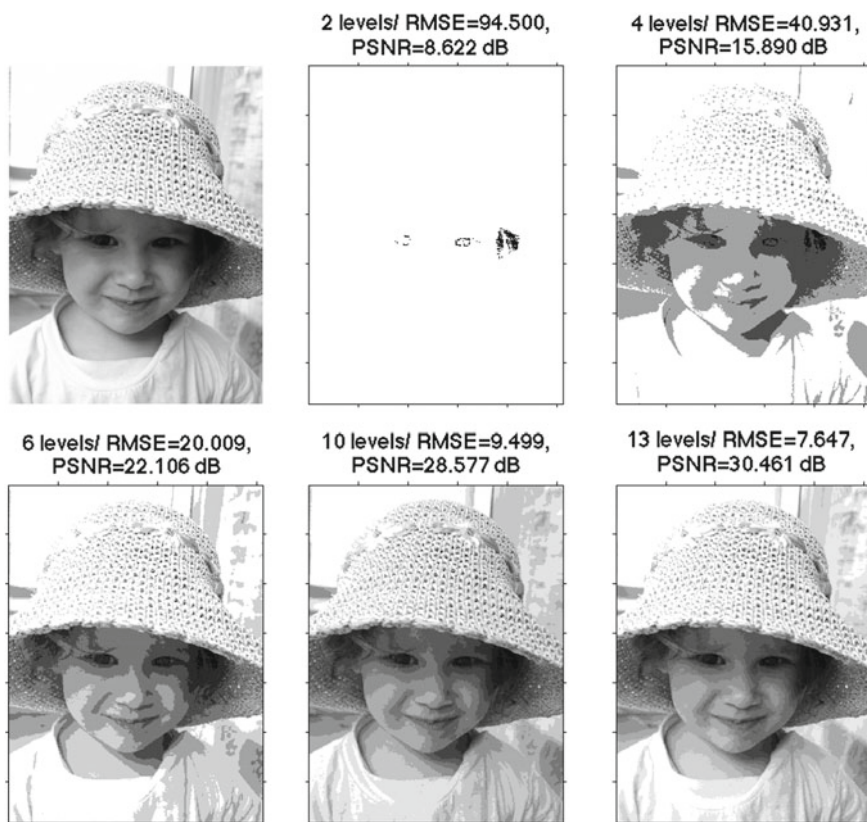 2 levels/ RMSE=94.500,
PSNR=8.622 dB
4 levels/ RMSE=40.931,
PSNR=15.890 dB
6 levels/ RMSE=20.009,
PSNR=22.106 dB
10 levels/ RMSE=9.499,
PSNR=28.577 dB
13 levels/ RMSE=7.647,
PSNR=30.461 dB